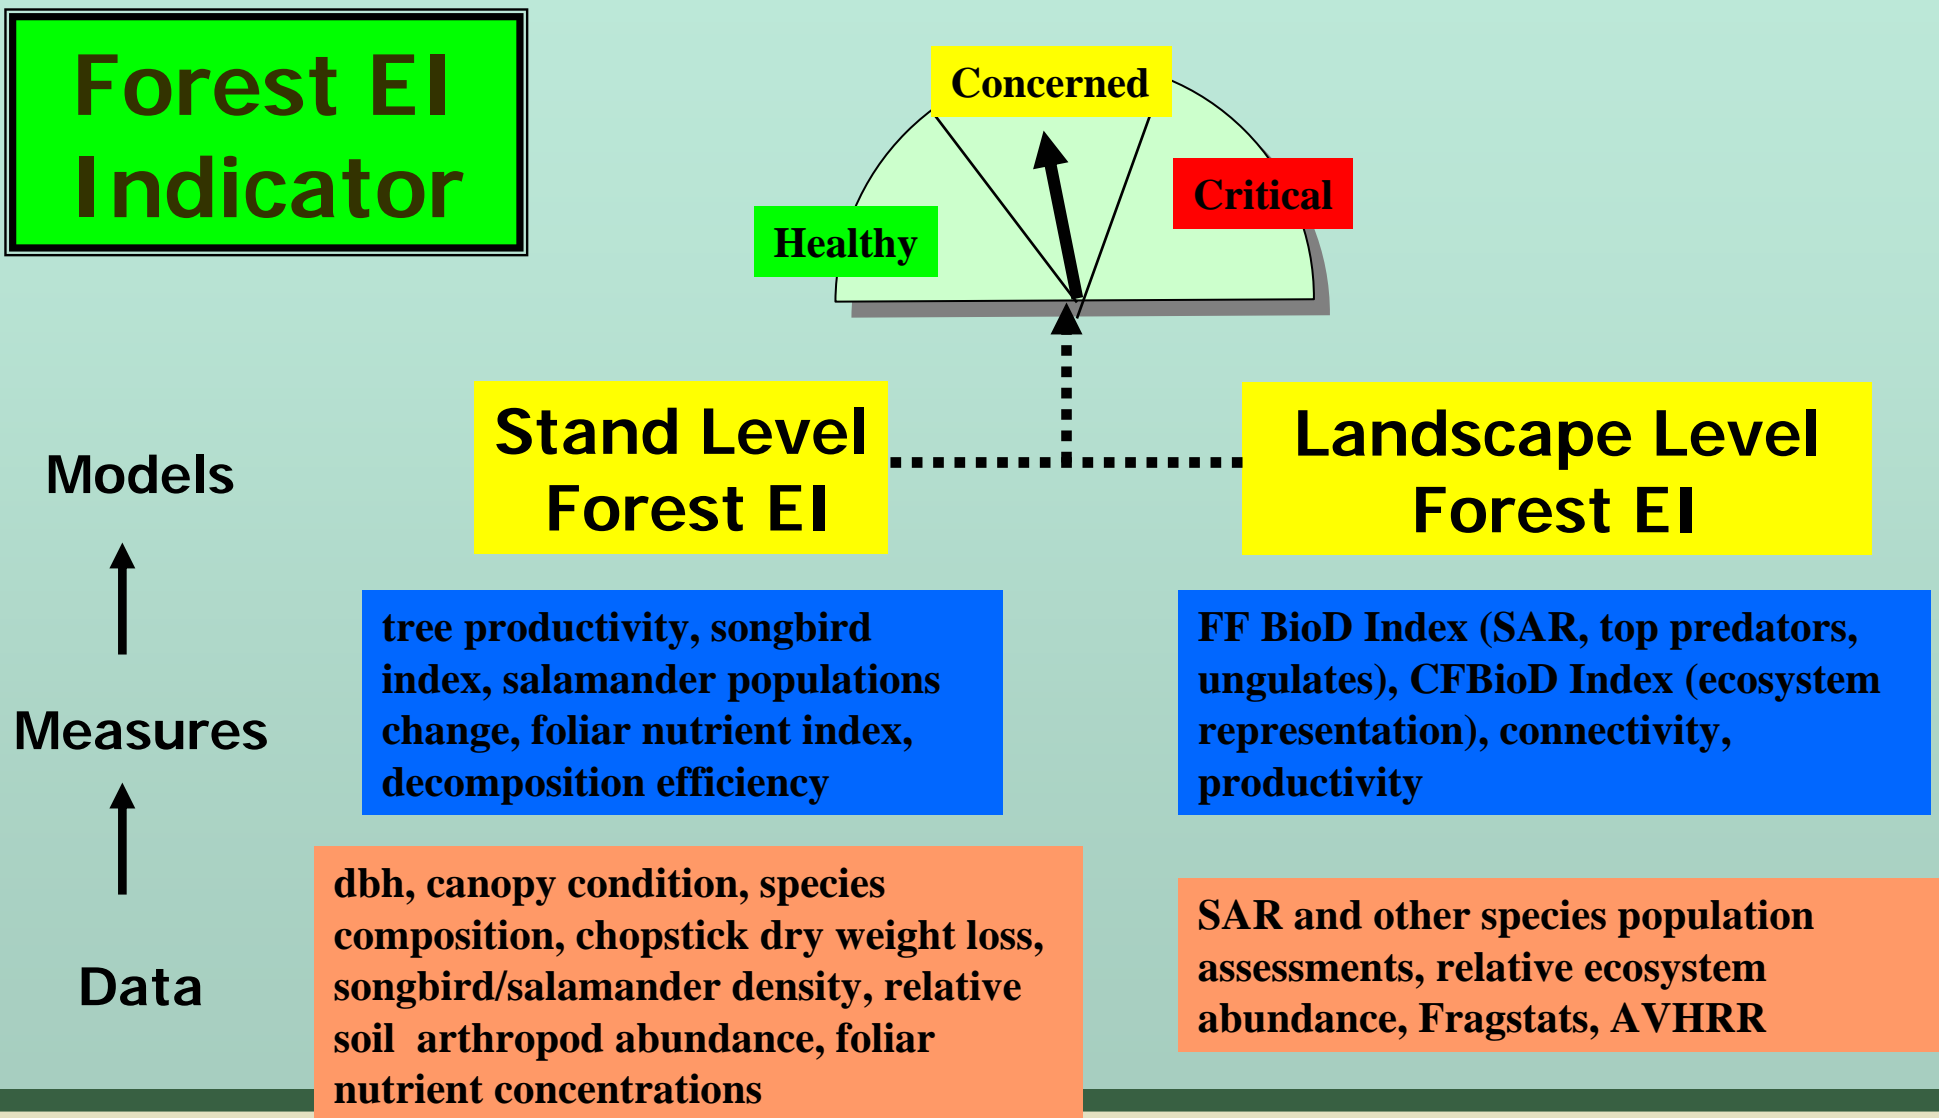 Forest EI
Indicator
Concerned
Critical
Healthy
Stand Level
Forest EI
Landscape Level
Forest EI
Models
tree productivity, songbird
index, salamander populations
change, foliar nutrient index,
decomposition efficiency
FF BioD Index (SAR, top predators,
ungulates), CFBioD Index (ecosystem
representation), connectivity,
productivity
Measures
dbh, canopy condition, species
composition, chopstick dry weight loss,
songbird/salamander density, relative
soil  arthropod abundance, foliar
nutrient concentrations
SAR and other species population
assessments, relative ecosystem
abundance, Fragstats, AVHRR
Data